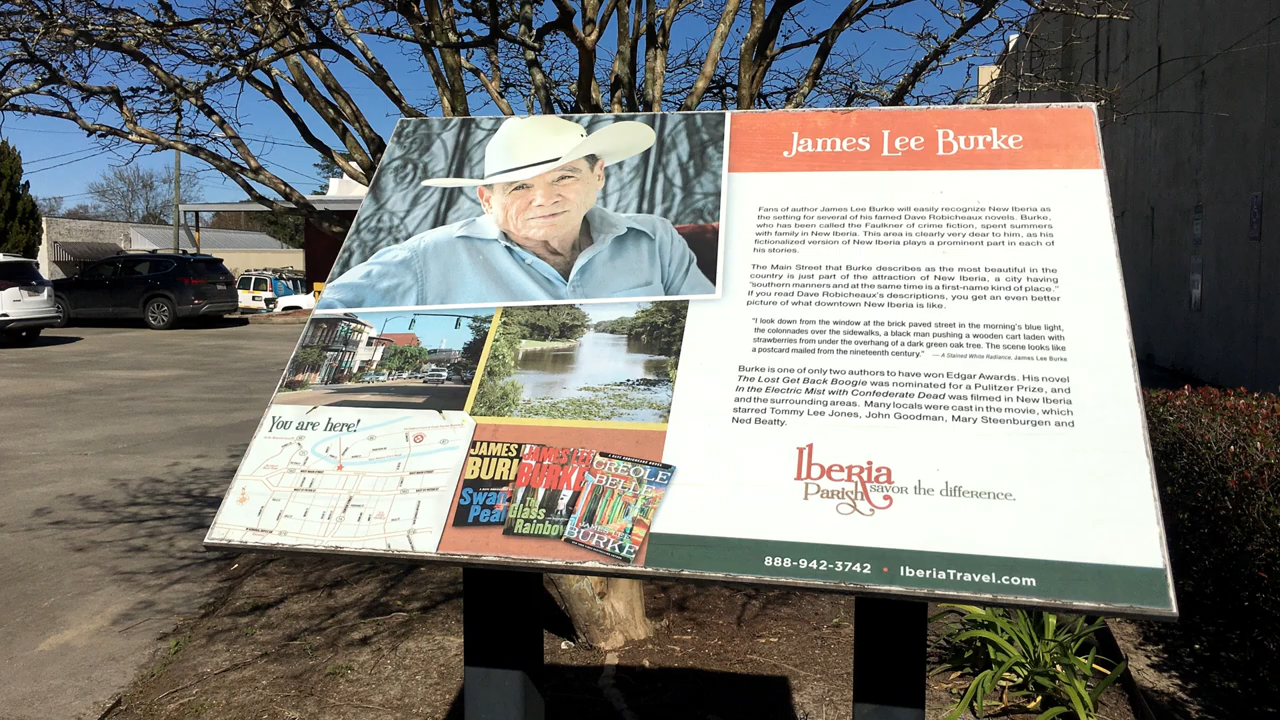 James Lee Burke
Fans of author James Lee Burke will easily recognize New Iberia as
the setting for several of his famed Dave Robicheaux novels. Burke,
who has been called the Faulkner of crime fiction, spent summers
with family in New Iberia. This area is clearly very dear to him, as his
fictionalized version of New Iberia plays a prominent part in each of
his stories.
The Main Street that Burke describes as the most beautiful in the
country is just part of the attraction of New Iberia, a city having
"southern manners and at the same time is a first-name kind of place."
If you read Dave Robicheaux's descriptions, you get an even better
picture of what downtown New Iberia is like.
"I look down from the window at the brick paved street in the morning's blue light,
the colonnades over the sidewalks, a black man pushing a wooden cart laden with
strawberries from under the overhang of a dark green oak tree. The scene looks like
a postcard mailed from the nineteenth century." — A Stained White Radiance, James Lee Burke
Burke is one of only two authors to have won Edgar Awards. His novel
The Lost Get Back Boogie was nominated for a Pulitzer Prize, and
In the Electric Mist with Confederate Dead was filmed in New Iberia
and the surrounding areas. Many locals were cast in the movie, which
starred Tommy Lee Jones, John Goodman, Mary Steenburgen and
Ned Beatty.
You are here!
JAMES
BURK
Swan
Pea
JAMES LEE
BURKE
Glass
Rainbow
CREOLE
BELLE
JAMES LEE
BURKE
Iberia
Parish savor the difference.
888-942-3742 • IberiaTravel.com